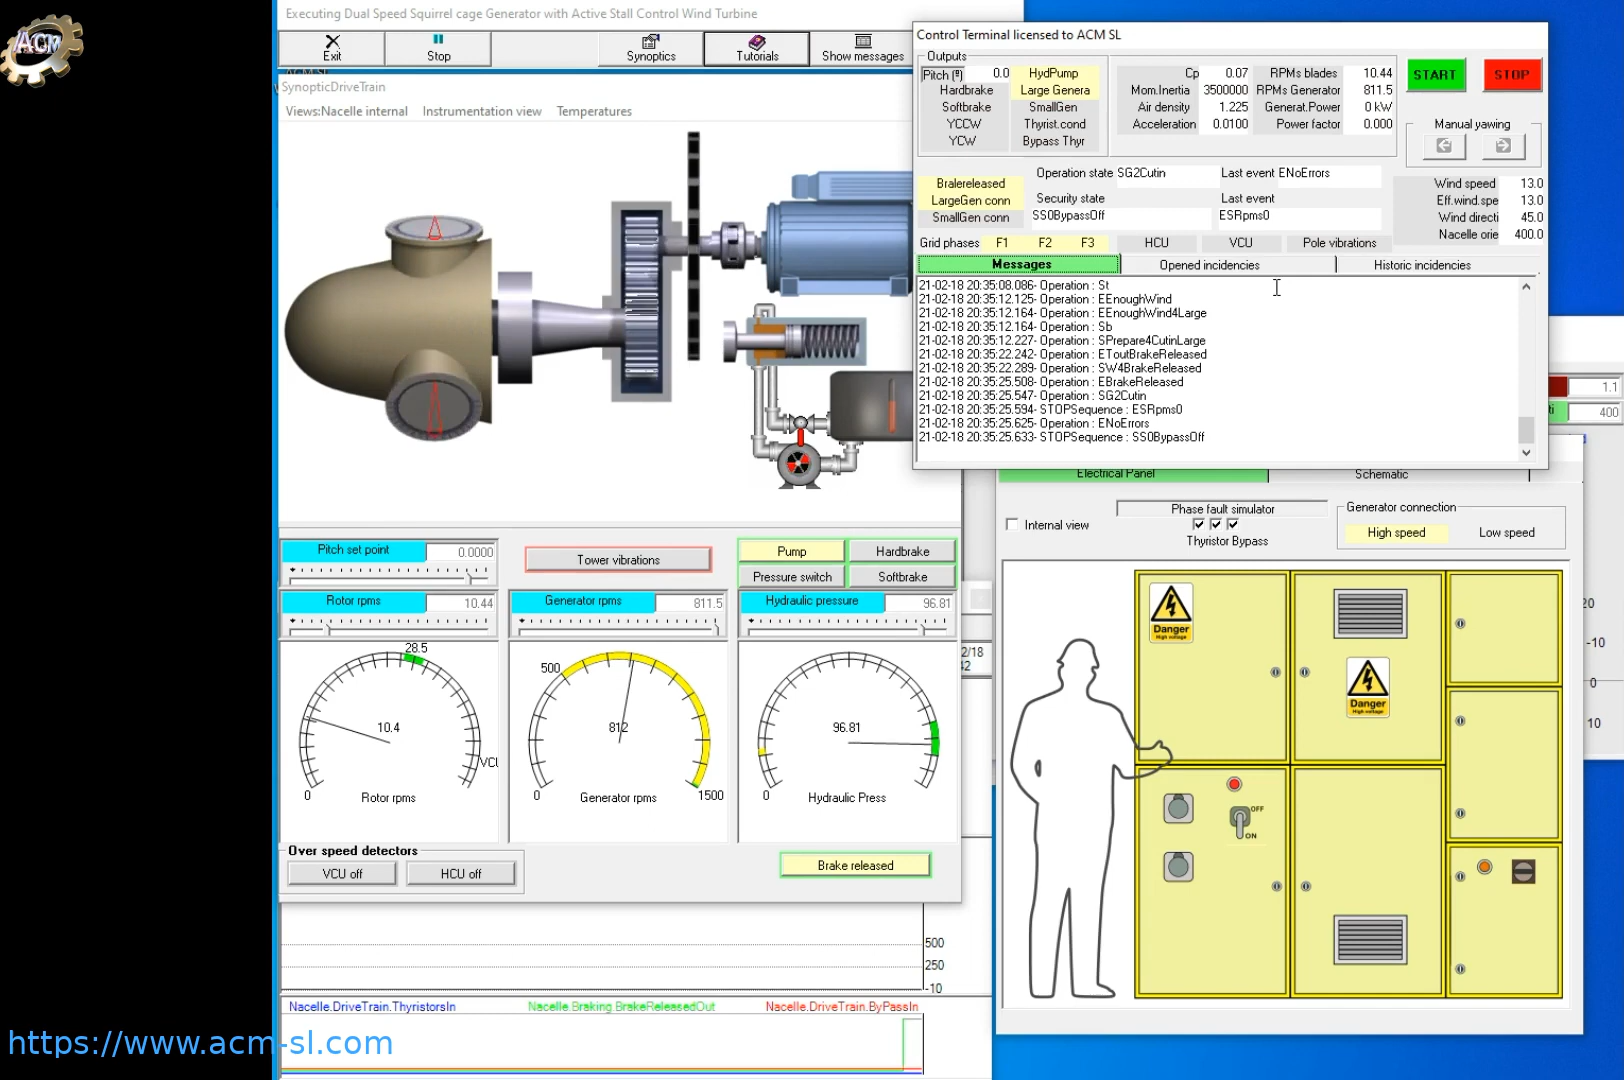 ACM
Executing Dual Speed Squirrel cage Generator with Active Stall Control Wind Turbine
Exit
Stop
Synoptics
Tutorials
Show messages
SynopticDriveTrain
Views:Nacelle internal Instrumentation view Temperatures
Control Terminal licensed to ACM SL
Outputs
Pitch (º) 0.0 HydPump
Hardbrake Large Genera
Softbrake SmallGen
YCCW Thyrist.cond
YCW Bypass Thyr
Cp 0.07 RPMs blades 10.44
Mom.Inertia 3500000 RPMs Generator 811.5
Air density 1.225 Generat.Power 0 kW
Acceleration 0.0100 Power factor 0.000
START STOP
Manual yawing
Bralereleased
LargeGen conn
SmallGen conn
Operation state SG2Cutin Last event ENoErrors
Security state Last event
SS0BypassOff ESRpms0
Wind speed 13.0
Eff.wind.spe 13.0
Wind directi 45.0
Nacelle orie 400.0
Grid phases F1 F2 F3 HCU VCU Pole vibrations
Messages Opened incidencies Historic incidencies
21-02-18 20:35:08.086- Operation : St
21-02-18 20:35:12.125- Operation : EEnoughWind
21-02-18 20:35:12.164- Operation : EEnoughWind4Large
21-02-18 20:35:12.164- Operation : Sb
21-02-18 20:35:12.227- Operation : SPrepare4CutinLarge
21-02-18 20:35:22.242- Operation : EToutBrakeReleased
21-02-18 20:35:22.289- Operation : SW4BrakeReleased
21-02-18 20:35:25.508- Operation : EBrakeReleased
21-02-18 20:35:25.547- Operation : SG2Cutin
21-02-18 20:35:25.594- STOPSequence : ESRpms0
21-02-18 20:35:25.625- Operation : ENoErrors
21-02-18 20:35:25.633- STOPSequence : SS0BypassOff
1.1
400
Electrical Panel Schematic
Internal view
Phase fault simulator
Thyristor Bypass
Generator connection
High speed Low speed
Danger
High voltage
Danger
High voltage
OFF
ON
20
-10
0
10
Pitch set point 0.0000
Tower vibrations
Pump Hardbrake
Pressure switch Softbrake
Rotor rpms 10.44
Generator rpms 811.5
Hydraulic pressure 96.81
28.5
10.4
0
Rotor rpms
VCU
500
812
0 1500
Generator rpms
96.81
0
Hydraulic Press
2/18
42
Over speed detectors
VCU off HCU off
Brake released
500
250
-10
Nacelle.DriveTrain.ThyristorsIn Nacelle.Braking.BrakeReleasedOut Nacelle.DriveTrain.ByPassIn
https://www.acm-sl.com